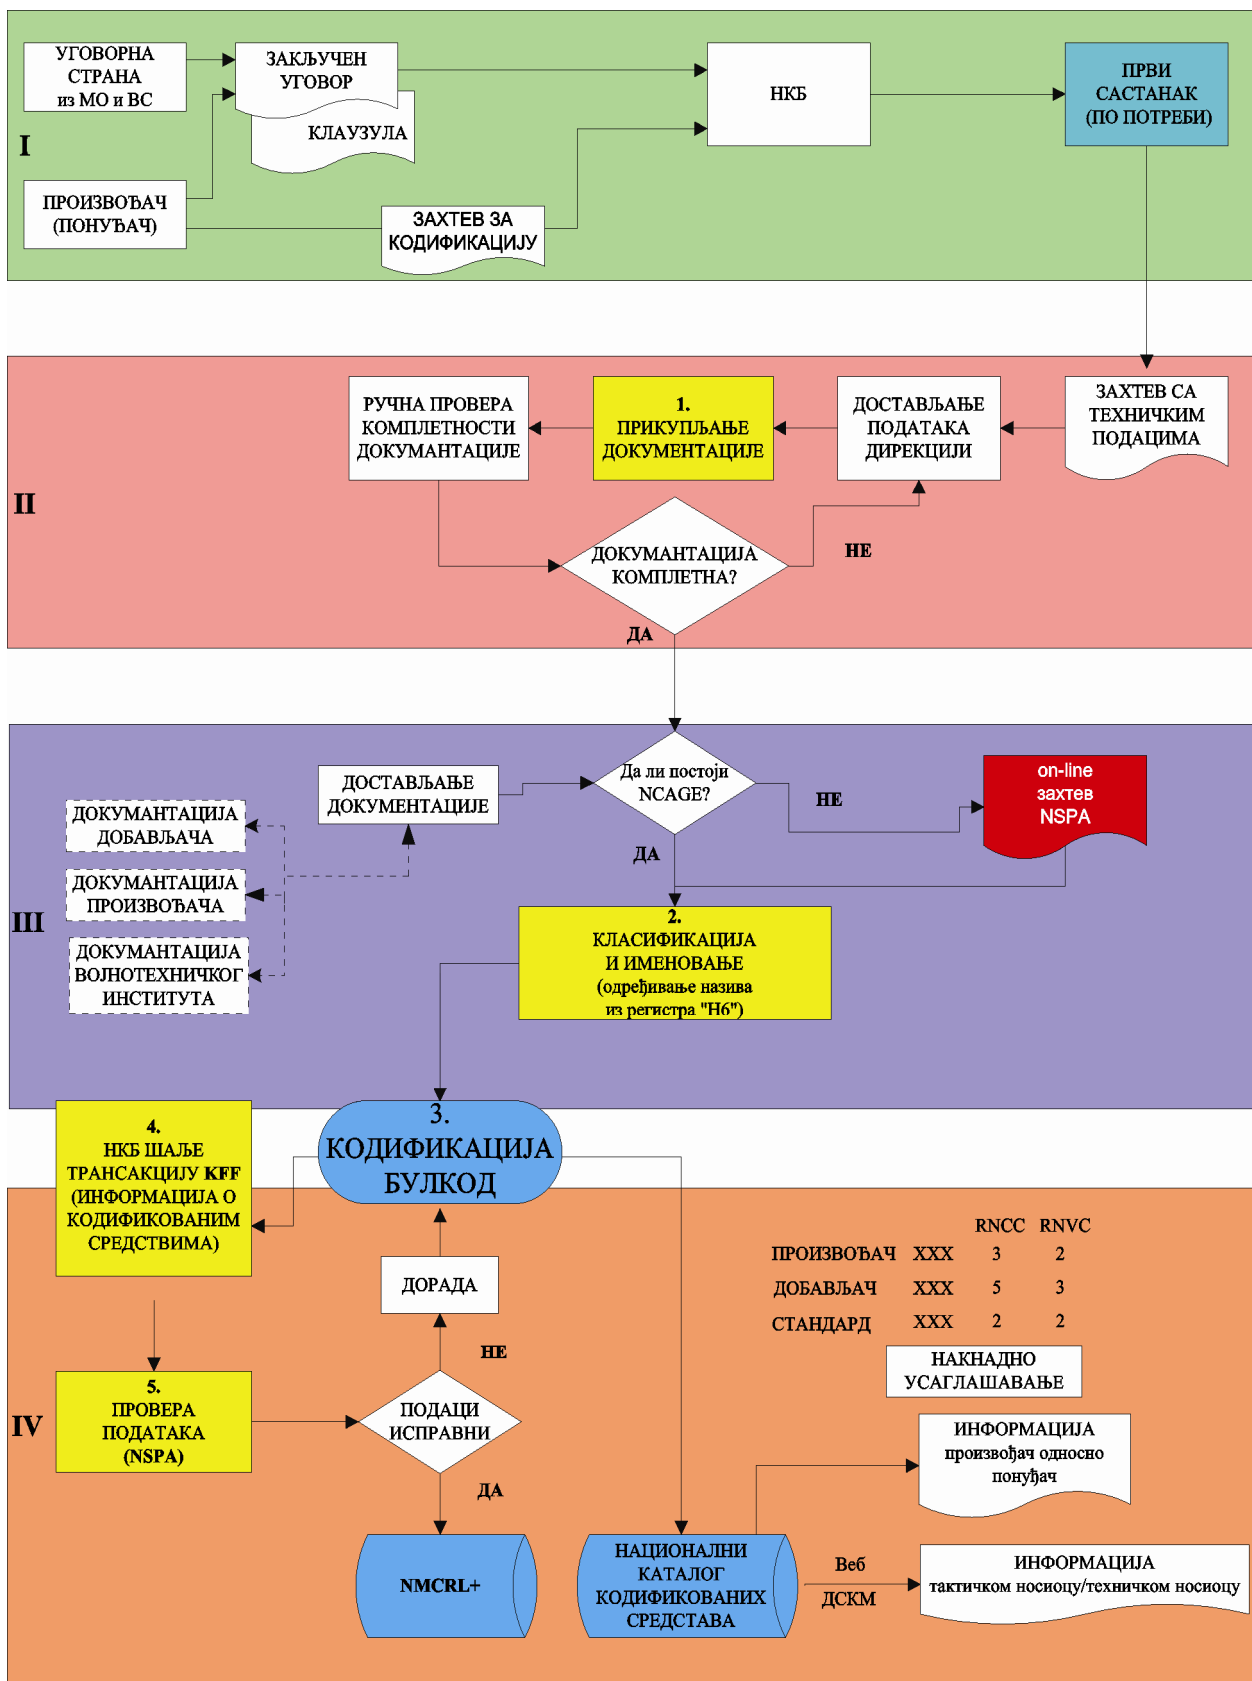 УГОВОРНА
СТРАНА
из МО и ВС
ЗАКЉУЧЕН
УГОВОР
КЛАУЗУЛА
НКБ
ПРВИ
САСТАНАК
(ПО ПОТРЕБИ)
I
ПРОИЗВОЂАЧ
(ПОНУЂАЧ)
ЗАХТЕВ ЗА
КОДИФИКАЦИЈУ
РУЧНА ПРОВЕРА
КОМПЛЕТНОСТИ
ДОКУМАНТАЦИЈЕ
1.
ПРИКУПЉАЊЕ
ДОКУМЕНТАЦИЈЕ
ДОСТАВЉАЊЕ
ПОДАТАКА
ДИРЕКЦИЈИ
ЗАХТЕВ СА
ТЕХНИЧКИМ
ПОДАЦИМА
II
ДОКУМАНТАЦИЈА
КОМПЛЕТНА?
НЕ
ДА
ДОСТАВЉАЊЕ
ДОКУМЕНТАЦИЈЕ
Да ли постоји
NCAGE?
НЕ
on-line
захтев
NSPA
ДА
ДОКУМАНТАЦИЈА
ДОБАВЉАЧА
ДОКУМАНТАЦИЈА
ПРОИЗВОЂАЧА
ДОКУМАНТАЦИЈА
ВОЈНОТЕХНИЧКОГ
ИНСТИТУТА
III
2.
КЛАСИФИКАЦИЈА
И ИМЕНОВАЊЕ
(одређивање назива
из регистра "H6")
3.
КОДИФИКАЦИЈА
БУЛКОД
4.
НКБ ШАЉЕ
ТРАНСАКЦИЈУ KFF
(ИНФОРМАЦИЈА О
КОДИФИКОВАНИМ
СРЕДСТВИМА)
RNCC RNVC
ПРОИЗВОЂАЧ XXX 3 2
ДОБАВЉАЧ XXX 5 3
СТАНДАРД XXX 2 2
НАКНАДНО
УСАГЛАШАВАЊЕ
ДОРАДА
НЕ
IV
5.
ПРОВЕРА
ПОДАТАКА
(NSPA)
ПОДАЦИ
ИСПРАВНИ
ДА
ИНФОРМАЦИЈА
произвођач односно
понуђач
NMCRL+
НАЦИОНАЛНИ
КАТАЛОГ
КОДИФИКОВАНИХ
СРЕДСТАВА
Веб
ДСКМ
ИНФОРМАЦИЈА
тактичком носиоцу/техничком носиоцу